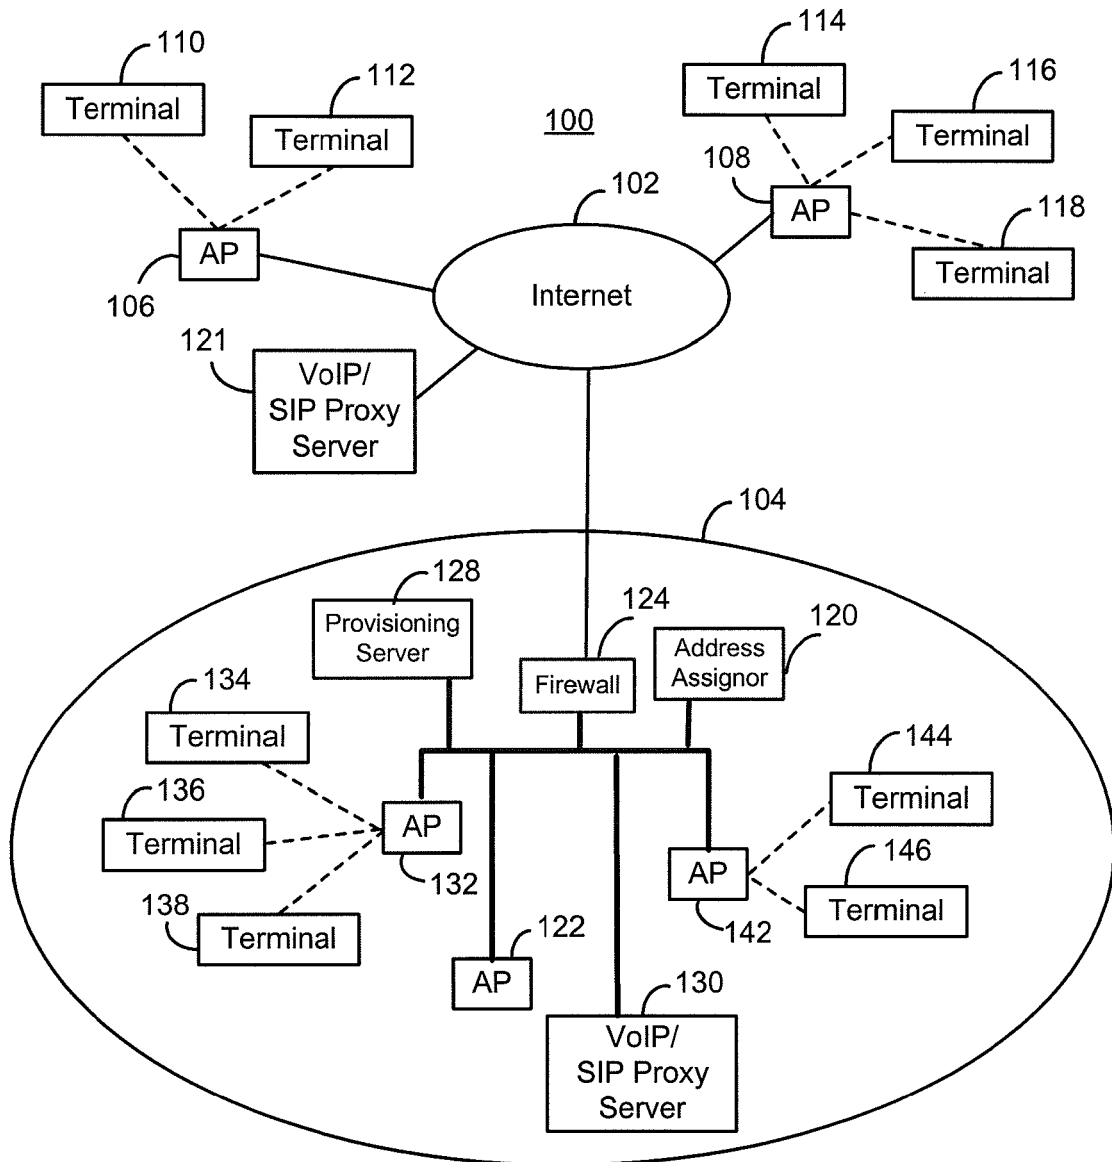 110
Terminal
112
Terminal
100
114
Terminal
116
Terminal
108
AP
118
Terminal
102
Internet
AP
106
121
VoIP/
SIP Proxy
Server
104
128
Provisioning
Server
124
Firewall
120
Address
Assignor
134
Terminal
136
Terminal
138
Terminal
AP
132
122
AP
130
VoIP/
SIP Proxy
Server
AP
142
144
Terminal
146
Terminal